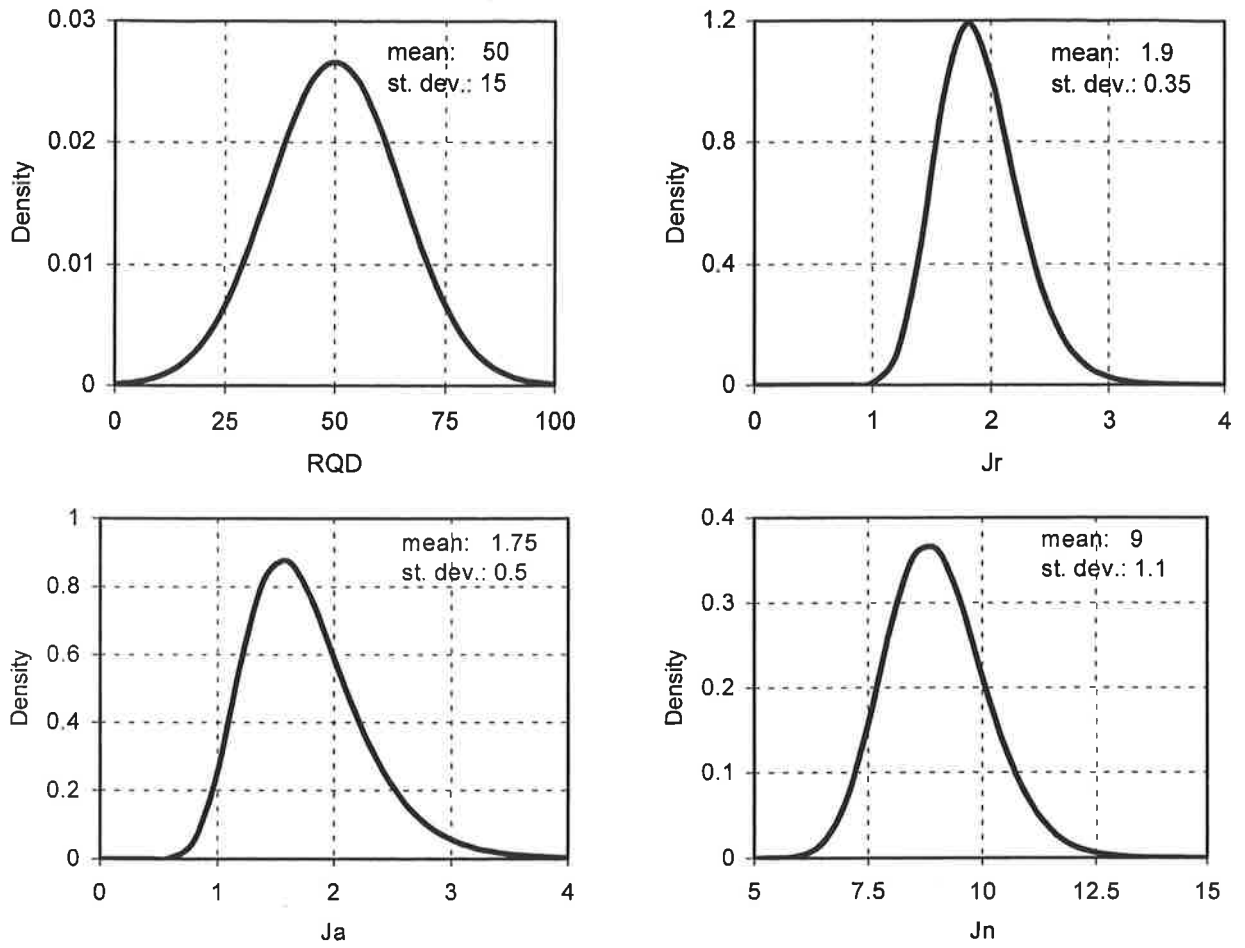 0.03
mean: 50
st. dev.: 15
0.02
Density
0.01
0
0 25 50 75 100
RQD
1.2
mean: 1.9
st. dev.: 0.35
0.8
Density
0.4
0
0 1 2 3 4
Jr
1
mean: 1.75
st. dev.: 0.5
0.8
0.6
Density
0.4
0.2
0
0 1 2 3 4
Ja
0.4
mean: 9
st. dev.: 1.1
0.3
Density
0.2
0.1
0
5 7.5 10 12.5 15
Jn